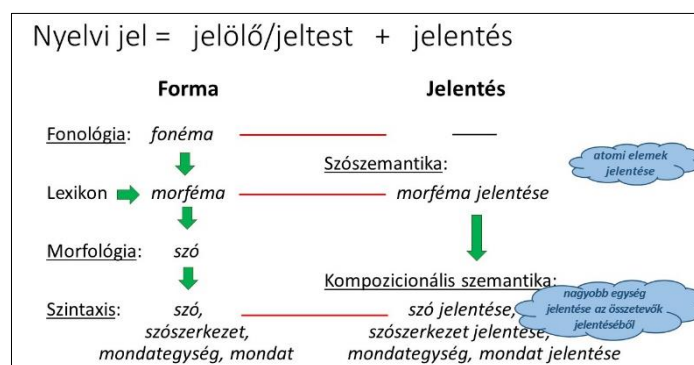 Nyelvi jel = jelölő/jeltest + jelentés
Forma Jelentés
Fonológia: fonéma
Szószemantika:
atomi elemek
jelentése
Lexikon morféma morféma jelentése
Morfológia: szó
Kompozicionális szemantika:
nagyobb egység
jelentése az összetevők
jelentéséből
Szintaxis: szó, szó jelentése,
szószerkezet, szószerkezet jelentése,
mondategység, mondat mondategység, mondat jelentése